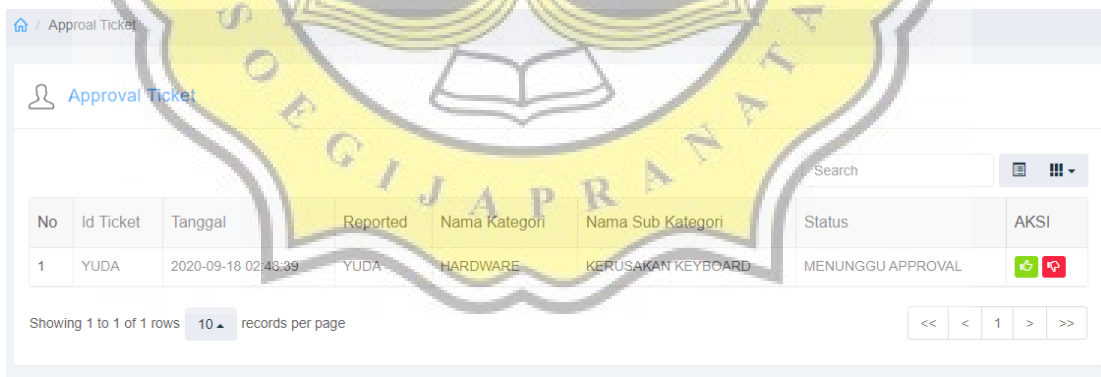 / Approal Ticket
Approval Ticket
SOEGIJAPRANATA
Search
No Id Ticket Tanggal Reported Nama Kategori Nama Sub Kategori Status AKSI
1 YUDA 2020-09-18 02:48:39 YUDA HARDWARE KERUSAKAN KEYBOARD MENUNGGU APPROVAL
Showing 1 to 1 of 1 rows 10 records per page << < 1 > >>